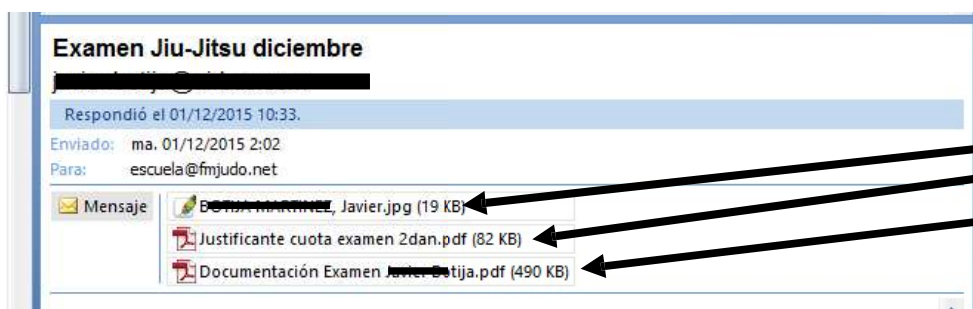 Examen Jiu-Jitsu diciembre
Respondió el 01/12/2015 10:33.
Enviado: ma. 01/12/2015 2:02
Para: escuela@fmjudo.net
Mensaje
, Javier.jpg (19 KB)
Justificante cuota examen 2dan.pdf (82 KB)
Documentación Examen .pdf (490 KB)